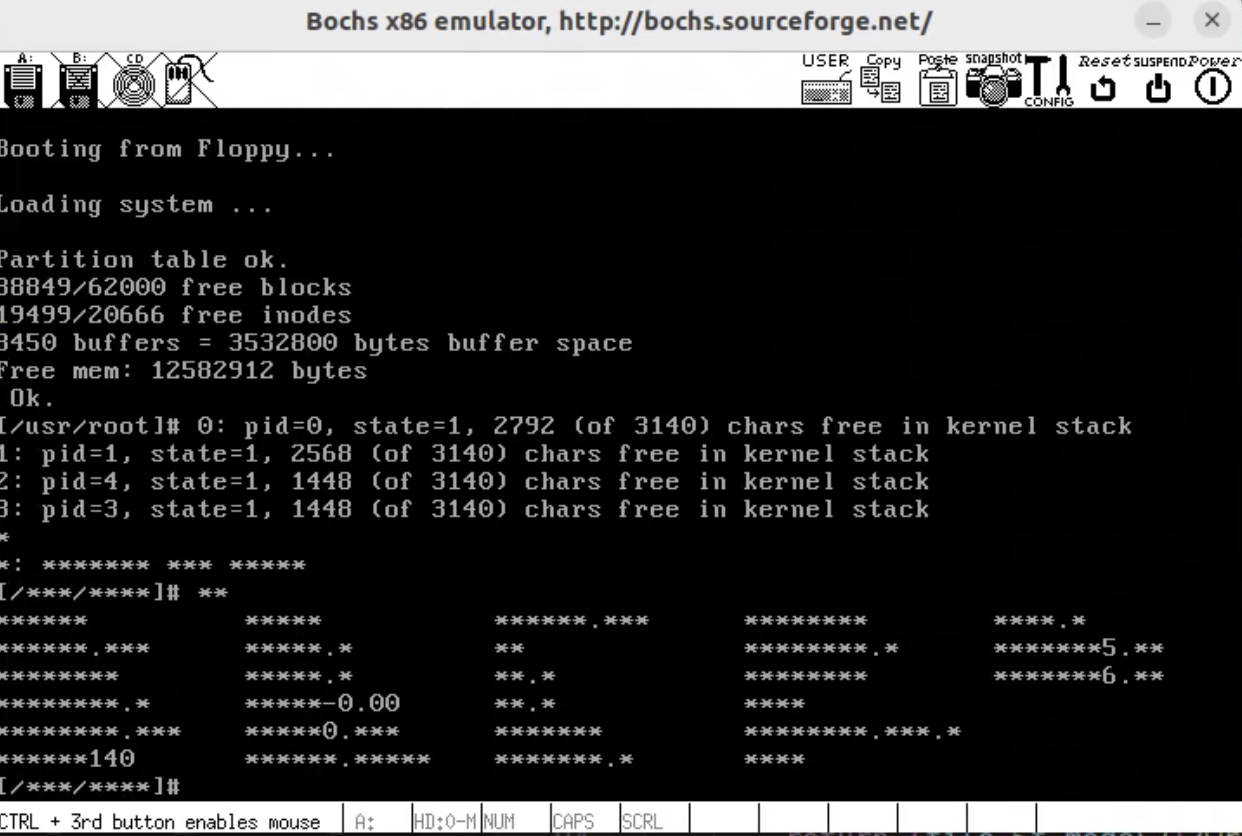 Bochs x86 emulator, http://bochs.sourceforge.net/
A: B: CD USER Copy Paste snapshot CONFIG Reset SUSPEND Power
Booting from Floppy...
Loading system ...
Partition table ok.
38849/62000 free blocks
19499/20666 free inodes
3450 buffers = 3532800 bytes buffer space
Free mem: 12582912 bytes
Ok.
[/usr/root]# 0: pid=0, state=1, 2792 (of 3140) chars free in kernel stack
1: pid=1, state=1, 2568 (of 3140) chars free in kernel stack
2: pid=4, state=1, 1448 (of 3140) chars free in kernel stack
3: pid=3, state=1, 1448 (of 3140) chars free in kernel stack
*
*: ******* *** *****
[/***/****]# **
****** ***** ******.*** ******** ****.*
******.*** *****.* ** ********.* *******5.**
******** *****.* **.* ******** *******6.**
********.* *****-0.00 **.* ****
********.*** *****0.*** ******* ********.***.*
******140 ******.***** *******.* ****
[/***/****]#
CTRL + 3rd button enables mouse A: HD:0-M NUM CAPS SCRL